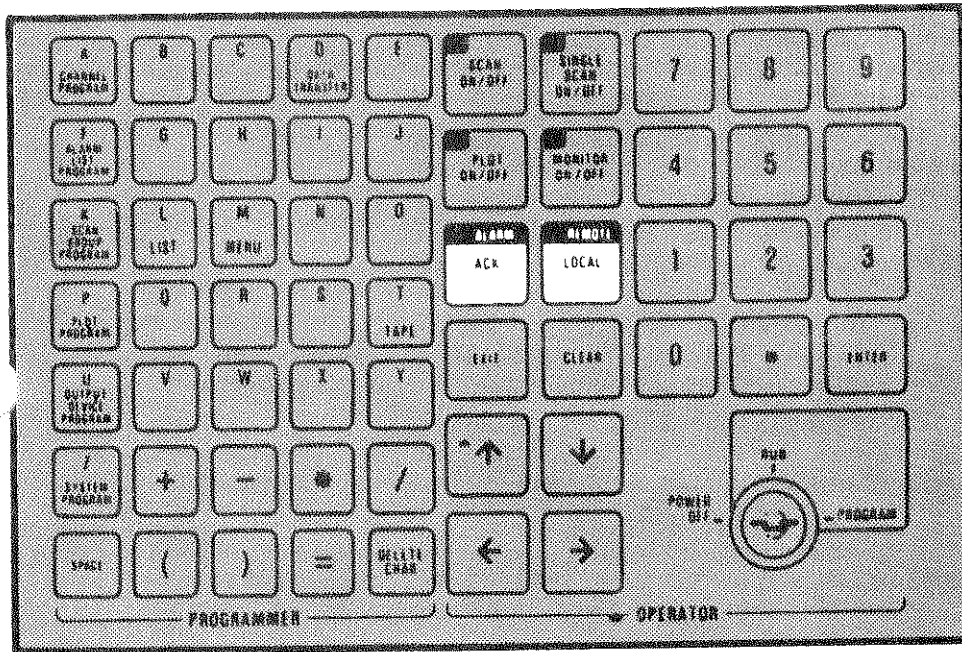 A
CHANNEL
PROGRAM
B
C
D
DATA
TRANSFER
E
SCAN
ON/OFF
SINGLE
SCAN
ON/OFF
7
8
9
F
ALARM
LIST
PROGRAM
G
H
I
J
PLOT
ON/OFF
MONITOR
ON/OFF
4
5
6
K
SCAN
GROUP
PROGRAM
L
LIST
M
MENU
N
O
ALARM
ACK
REMOTE
LOCAL
1
2
3
P
PLOT
PROGRAM
Q
R
S
T
TAPE
EXIT
CLEAR
0
ENTER
U
OUTPUT
DEVICE
PROGRAM
V
W
X
Y
SYSTEM
PROGRAM
+
-
/
↑
↓
RUN
POWER
OFF
PROGRAM
SPACE
(
)
=
DELETE
CHAR
←
→
PROGRAMMER
OPERATOR